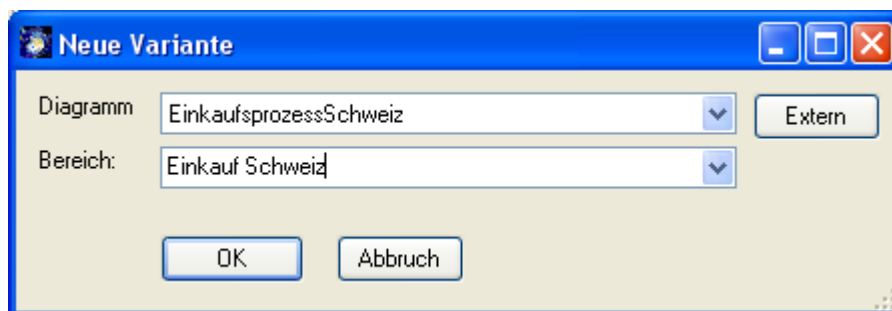 Neue Variante
Diagramm EinkaufsprozessSchweiz Extern
Bereich: Einkauf Schweiz
OK Abbruch